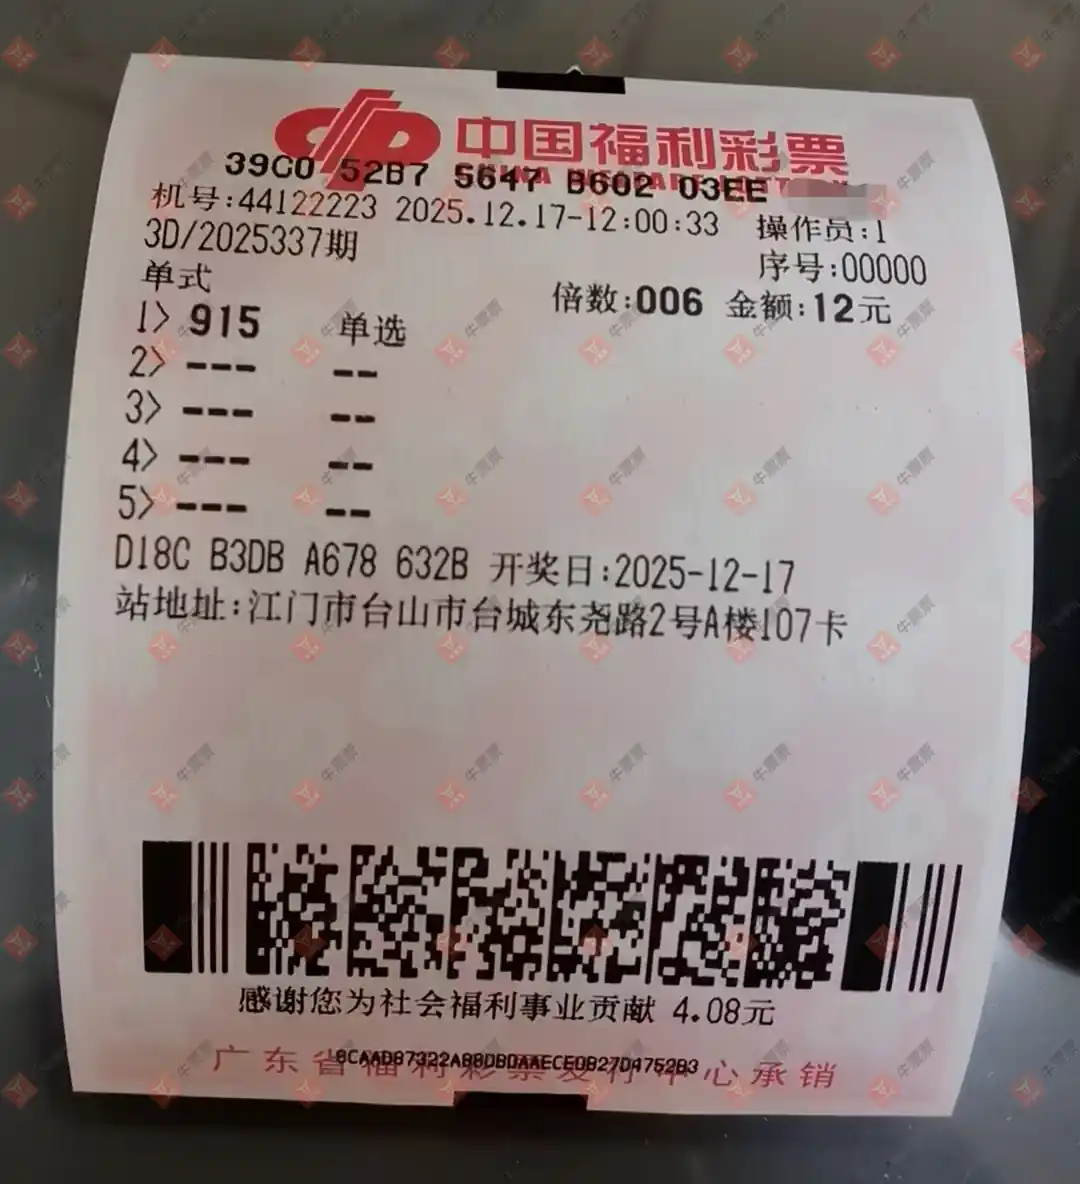 中国福利彩票
39C0 52B7 5647 B602 03EE
机号:44122223 2025.12.17-12:00:33 操作员:1
3D/2025337期 序号:00000
单式 倍数:006 金额:12元
1> 915 单选
2> --- --
3> --- --
4> --- --
5> --- --
D18C B3DB A678 632B 开奖日:2025-12-17
站地址:江门市台山市台城东尧路2号A楼107卡
感谢您为社会福利事业贡献 4.08元
广东省福利彩票发行中心承销
牛票票